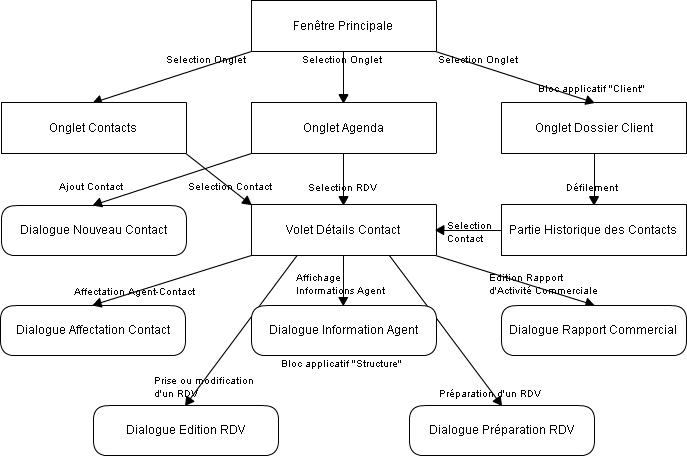 Fenêtre Principale
Selection Onglet
Selection Onglet
Selection Onglet
Bloc applicatif "Client"
Onglet Contacts
Onglet Agenda
Onglet Dossier Client
Ajout Contact
Selection Contact
Selection RDV
Défilement
Dialogue Nouveau Contact
Volet Détails Contact
Selection
Contact
Partie Historique des Contacts
Affectation Agent-Contact
Affichage
Informations Agent
Edition Rapport
d'Activité Commerciale
Dialogue Affectation Contact
Dialogue Information Agent
Dialogue Rapport Commercial
Bloc applicatif "Structure"
Prise ou modification
d'un RDV
Préparation d'un RDV
Dialogue Edition RDV
Dialogue Préparation RDV